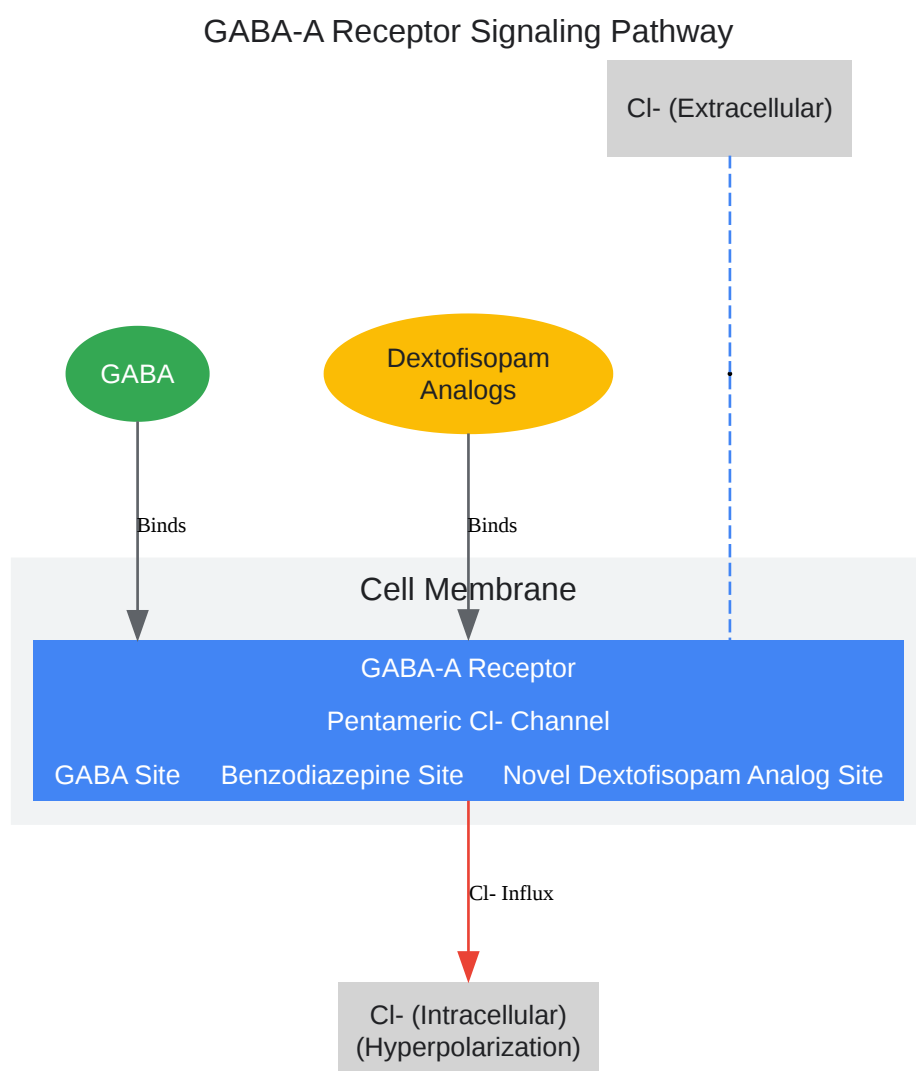 GABA-A Receptor Signaling Pathway
Cl- (Extracellular)
GABA
Dextofisopam
Analogs
Binds
Binds
Cell Membrane
GABA-A Receptor
Pentameric Cl- Channel
GABA Site
Benzodiazepine Site
Novel Dextofisopam Analog Site
Cl- Influx
Cl- (Intracellular)
(Hyperpolarization)